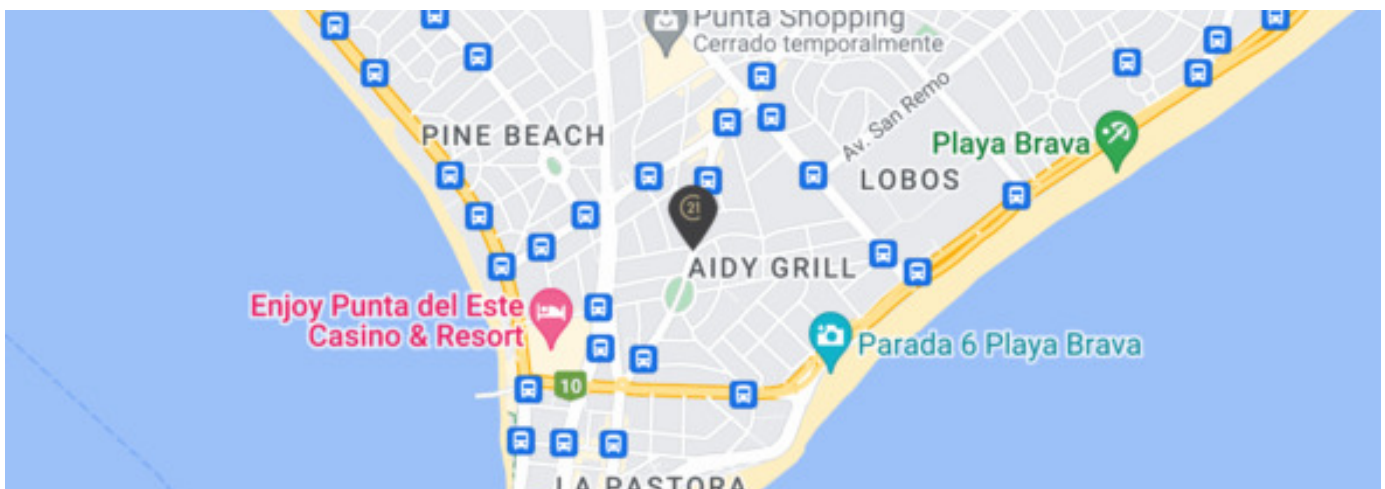 Punta Shopping
Cerrado temporalmente
PINE BEACH
Av. San Remo
Playa Brava
LOBOS
21
AIDY GRILL
Enjoy Punta del Este
Casino & Resort
Parada 6 Playa Brava
10
LA PASTORA